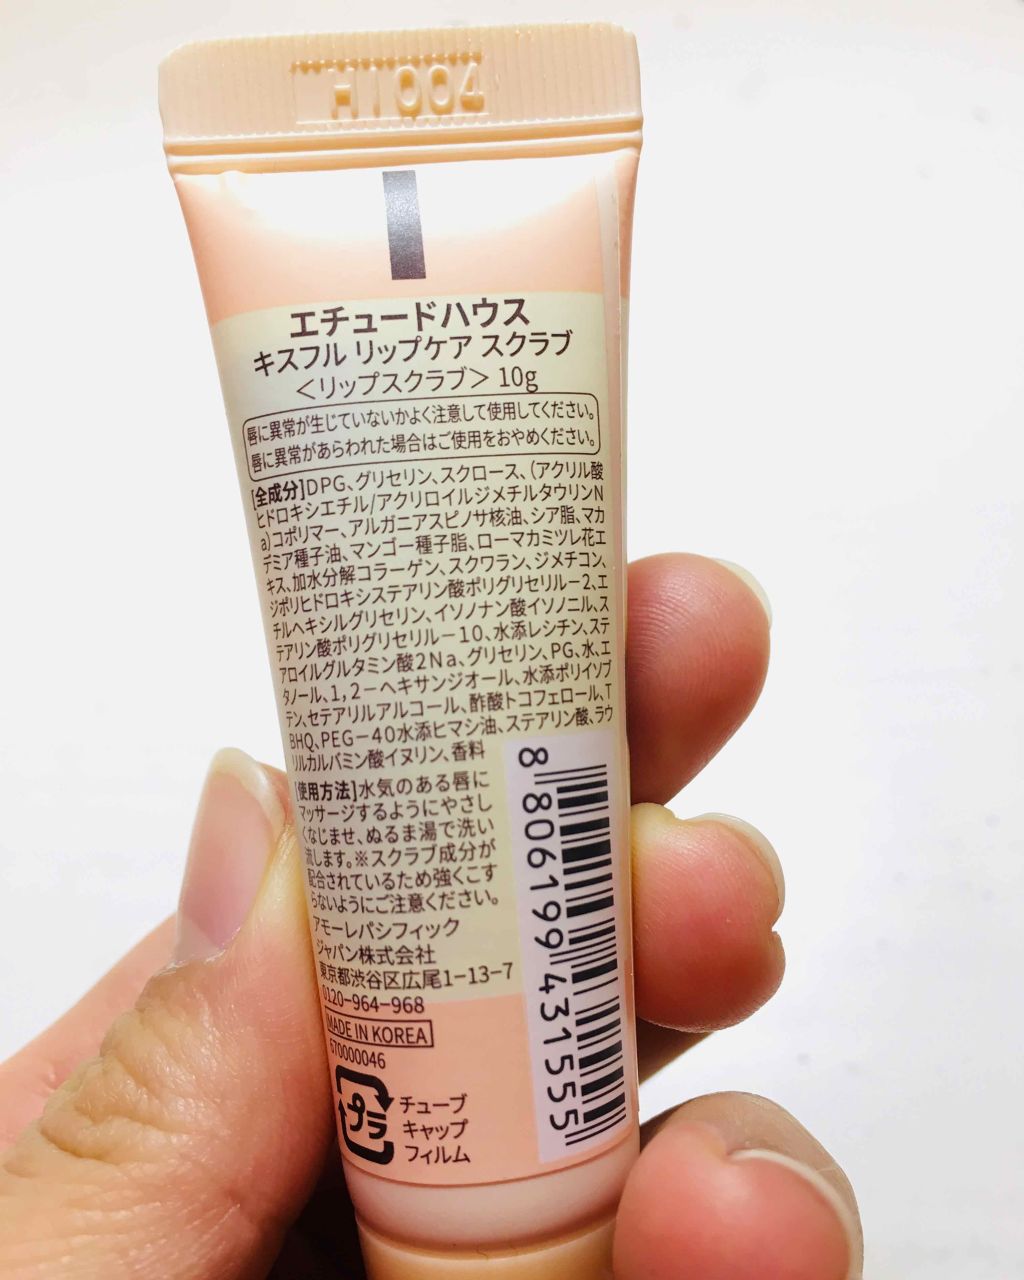 HT004
エチュードハウス
キスフル リップケア スクラブ
＜リップスクラブ＞ 10g
唇に異常が生じていないかよく注意して使用してください。
唇に異常があらわれた場合はご使用をおやめください。
[全成分]DPG、グリセリン、スクロース、(アクリル酸
ヒドロキシエチル/アクリロイルジメチルタウリンN
a)コポリマー、アルガニアスピノサ核油、シア脂、マカ
デミア種子油、マンゴー種子脂、ローマカミツレ花エ
キス、加水分解コラーゲン、スクワラン、ジメチコン、
ジポリヒドロキシステアリン酸ポリグリセリル－2、エ
チルヘキシルグリセリン、イソノナン酸イソノニル、ス
テアリン酸ポリグリセリル－10、水添レシチン、ステ
アロイルグルタミン酸2Na、グリセリン、PG、水、エ
タノール、1,2－ヘキサンジオール、水添ポリイソブ
テン、セテアリルアルコール、酢酸トコフェロール、T
BHQ、PEG－40水添ヒマシ油、ステアリン酸、ラウ
リルカルバミン酸イヌリン、香料
[使用方法]水気のある唇に
マッサージするようにやさし
くなじませ、ぬるま湯で洗い
流します。※スクラブ成分が
配合されているため強くこす
らないようにご注意ください。
アモーレパシフィック
ジャパン株式会社
東京都渋谷区広尾1-13-7
0120-964-968
MADE IN KOREA
670000046
プラ
チューブ
キャップ
フィルム
8 806199 431555